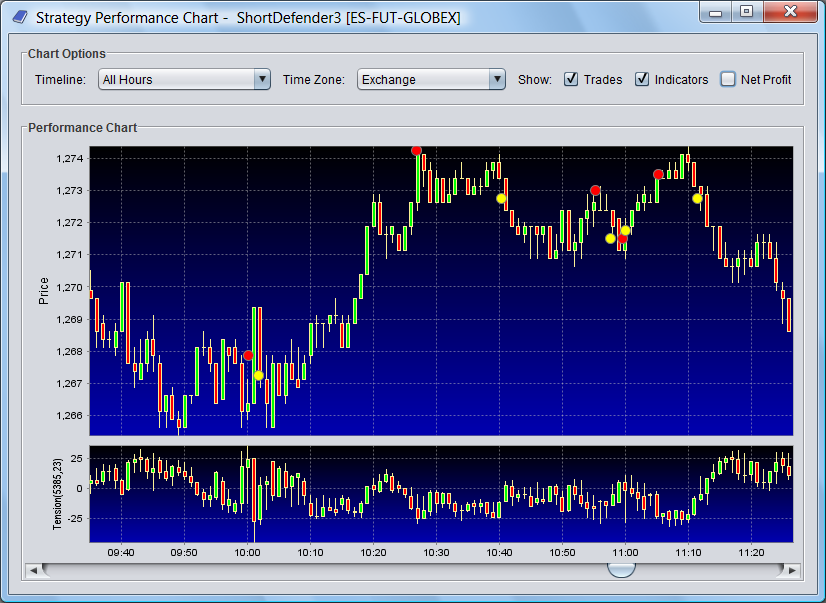 Strategy Performance Chart -  ShortDefender3 [ES-FUT-GLOBEX]
Chart Options
Timeline: All Hours Time Zone: Exchange Show: Trades Indicators Net Profit
Performance Chart
1,274
1,273
1,272
1,271
1,270
1,269
1,268
1,267
1,266
Price
25
0
-25
Tension(5385,23)
09:40 09:50 10:00 10:10 10:20 10:30 10:40 10:50 11:00 11:10 11:20